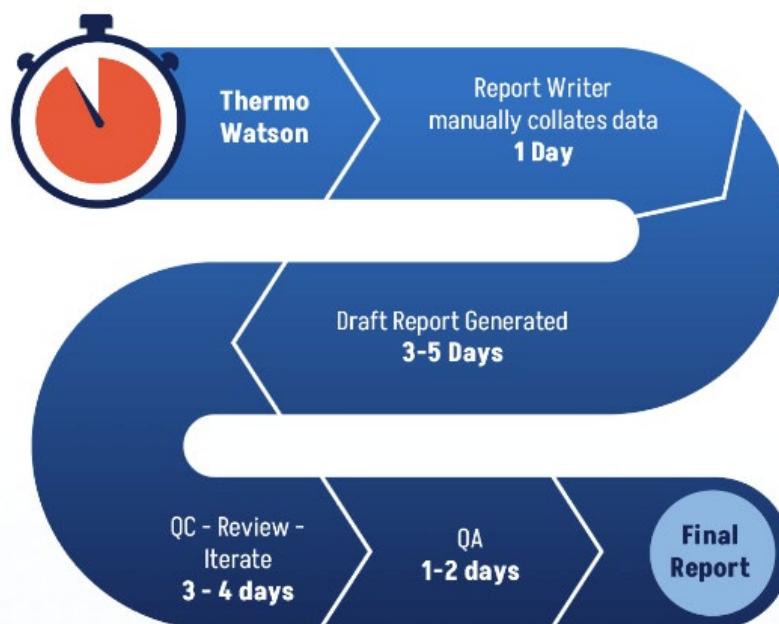 Thermo
Watson
Report Writer
manually collates data
1 Day
Draft Report Generated
3-5 Days
QC - Review -
Iterate
3 - 4 days
QA
1-2 days
Final
Report